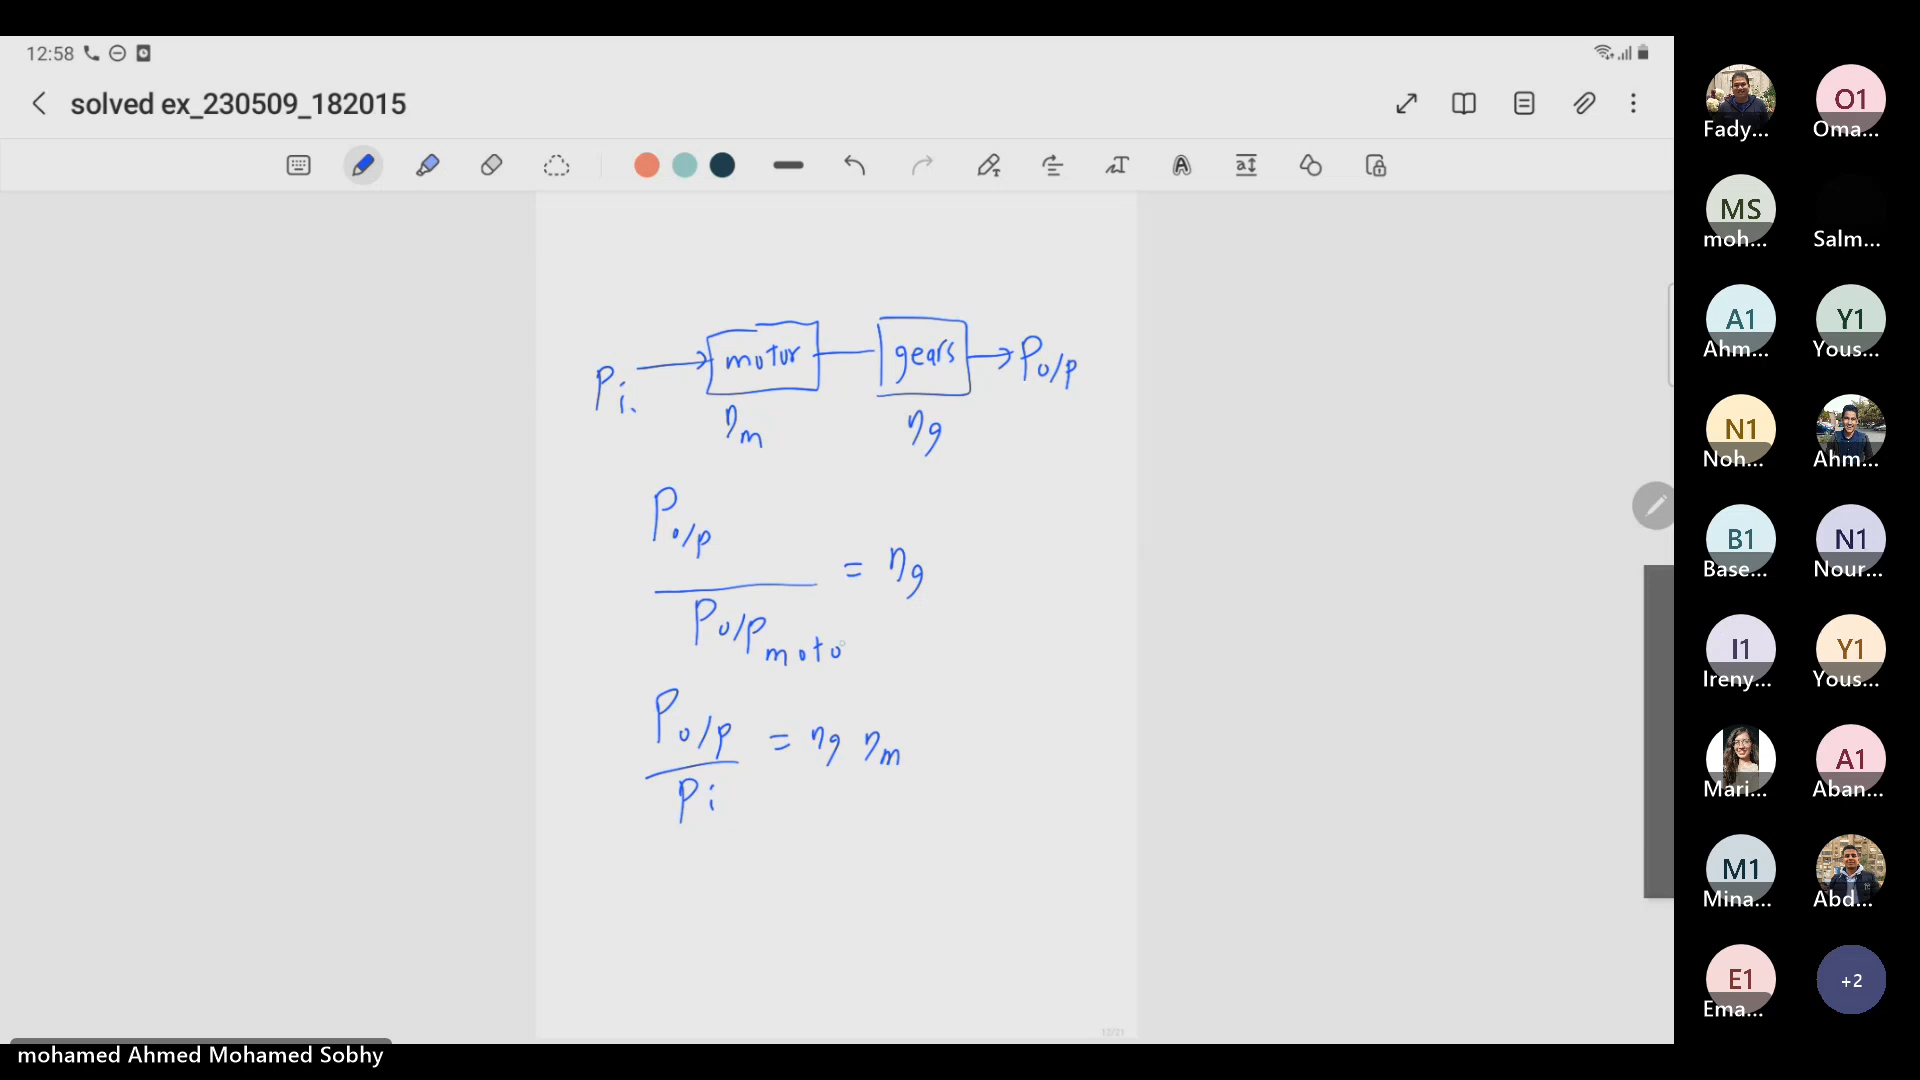 12:58
solved ex_230509_182015
Pi. motor gears Po/p
ηm ηg
Po/p
= ηg
Po/p moto
Po/p
= ηg ηm
Pi
12/21
Fady... O1 Oma...
MS moh... Salm...
A1 Ahm... Y1 Yous...
N1 Noh... Ahm...
B1 Base... N1 Nour...
I1 Ireny... Y1 Yous...
Mari... A1 Aban...
M1 Mina... Abd...
E1 Ema... +2
mohamed Ahmed Mohamed Sobhy